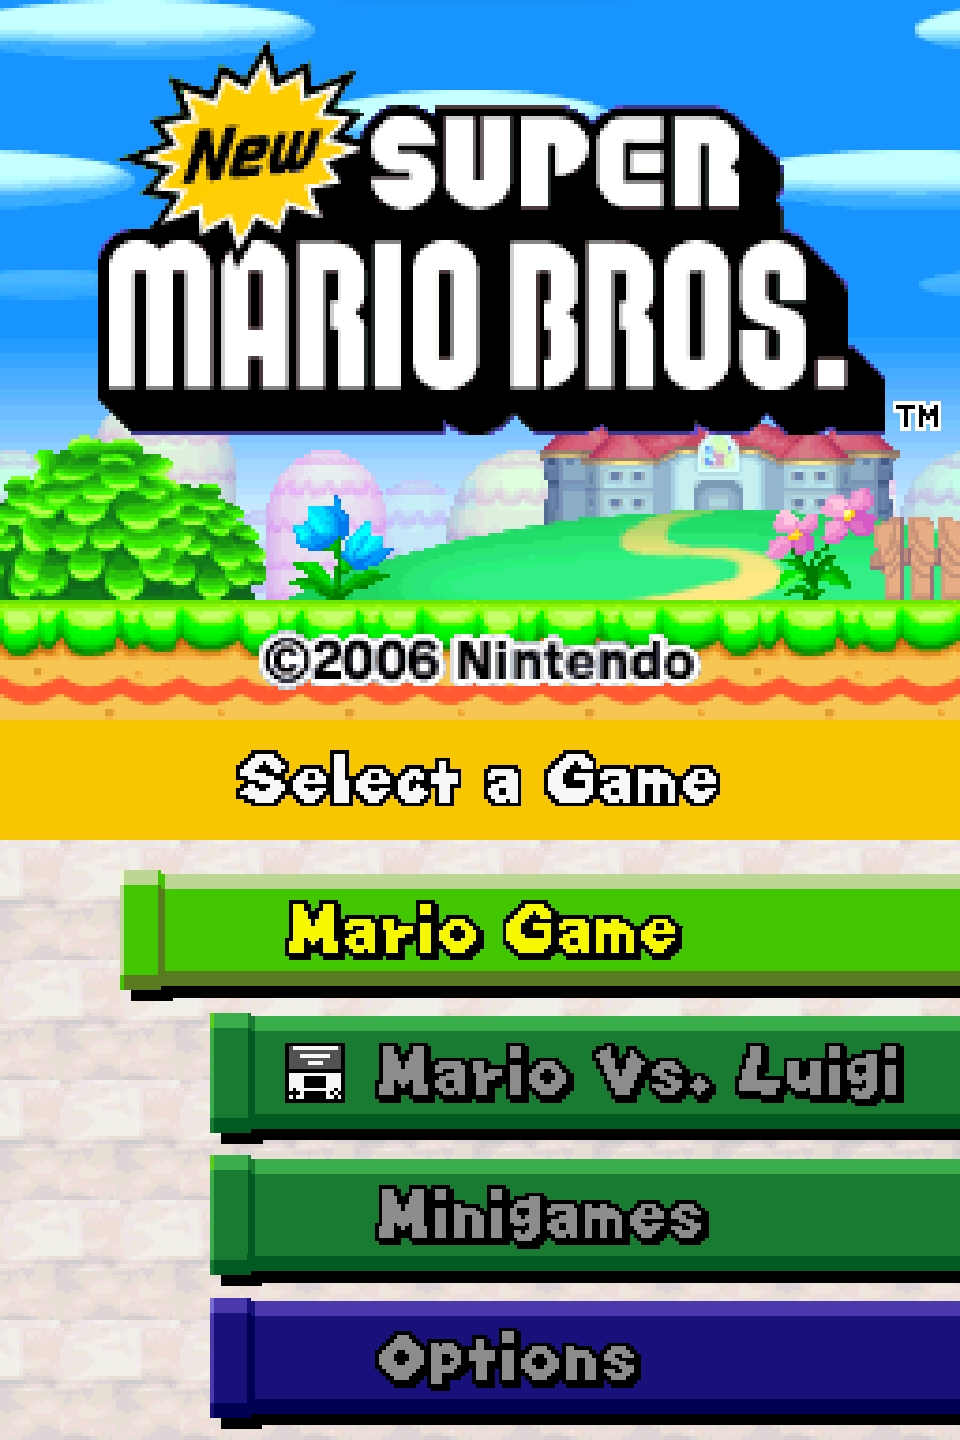 New SUPER
MARIO BROS.
TM
©2006 Nintendo
Select a Game
Mario Game
Mario Vs. Luigi
Minigames
Options